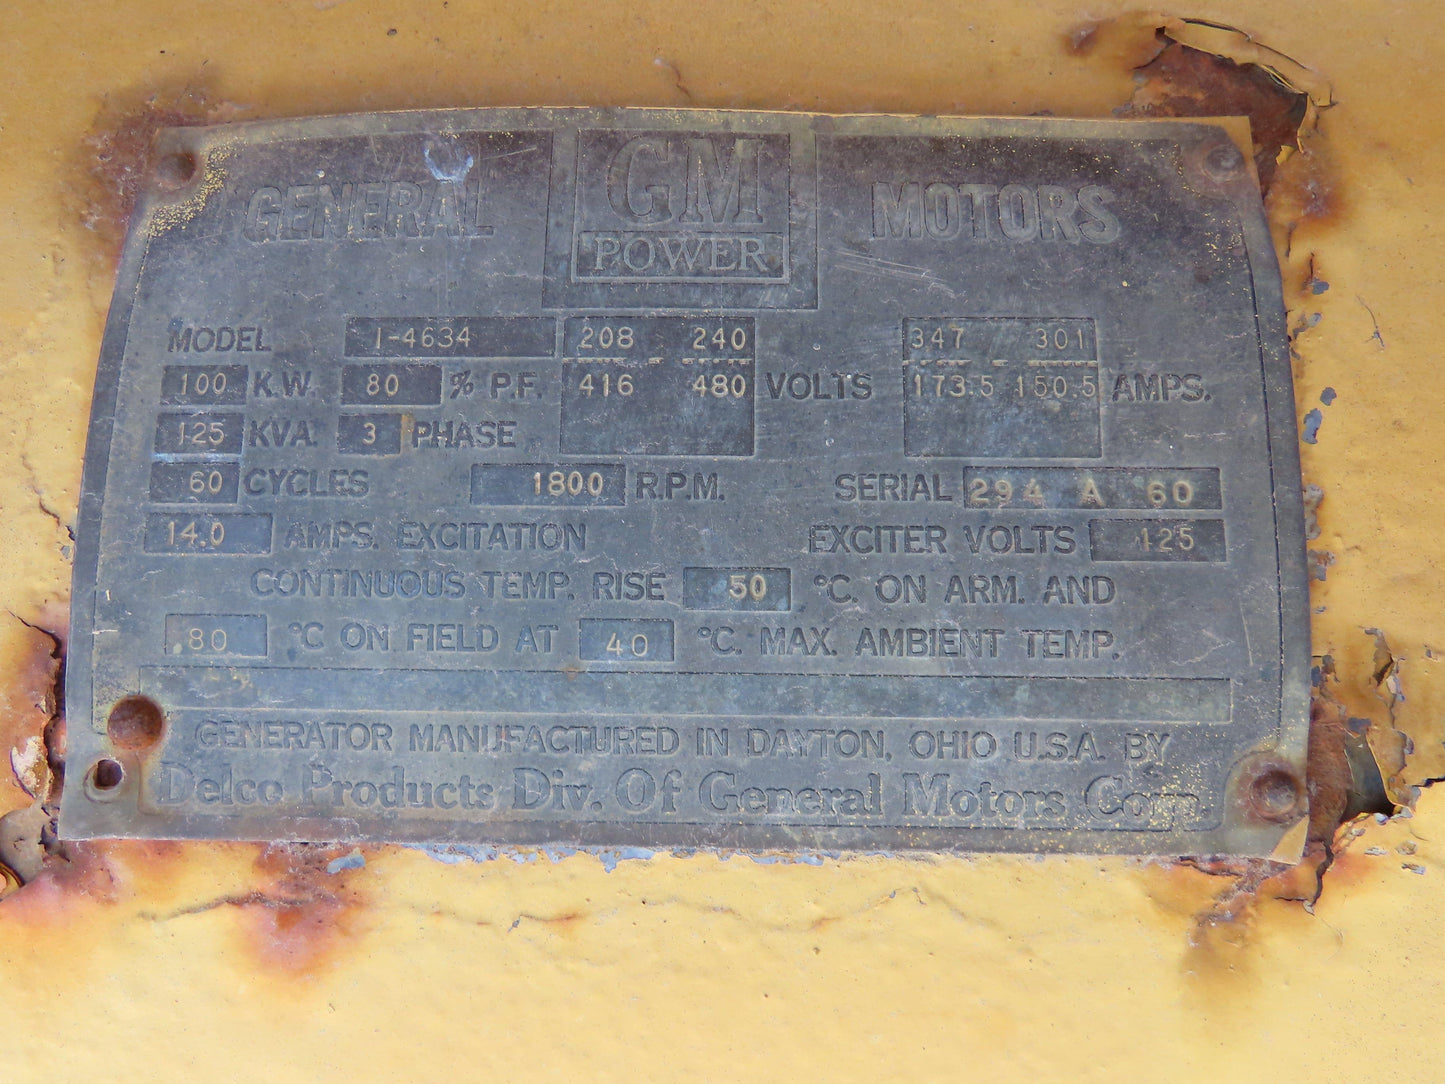 GENERAL GM MOTORS
POWER
MODEL I-4634 208 - 240 347 - 301
100 K.W. 80 % P.F. 416 480 VOLTS 173.5 150.5 AMPS.
125 KVA. 3 PHASE
60 CYCLES 1800 R.P.M. SERIAL 294 A 60
14.0 AMPS. EXCITATION EXCITER VOLTS 125
CONTINUOUS TEMP. RISE 50 °C. ON ARM. AND
80 °C ON FIELD AT 40 °C. MAX. AMBIENT TEMP.
GENERATOR MANUFACTURED IN DAYTON, OHIO U.S.A. BY
Delco Products Div. Of General Motors Corp.